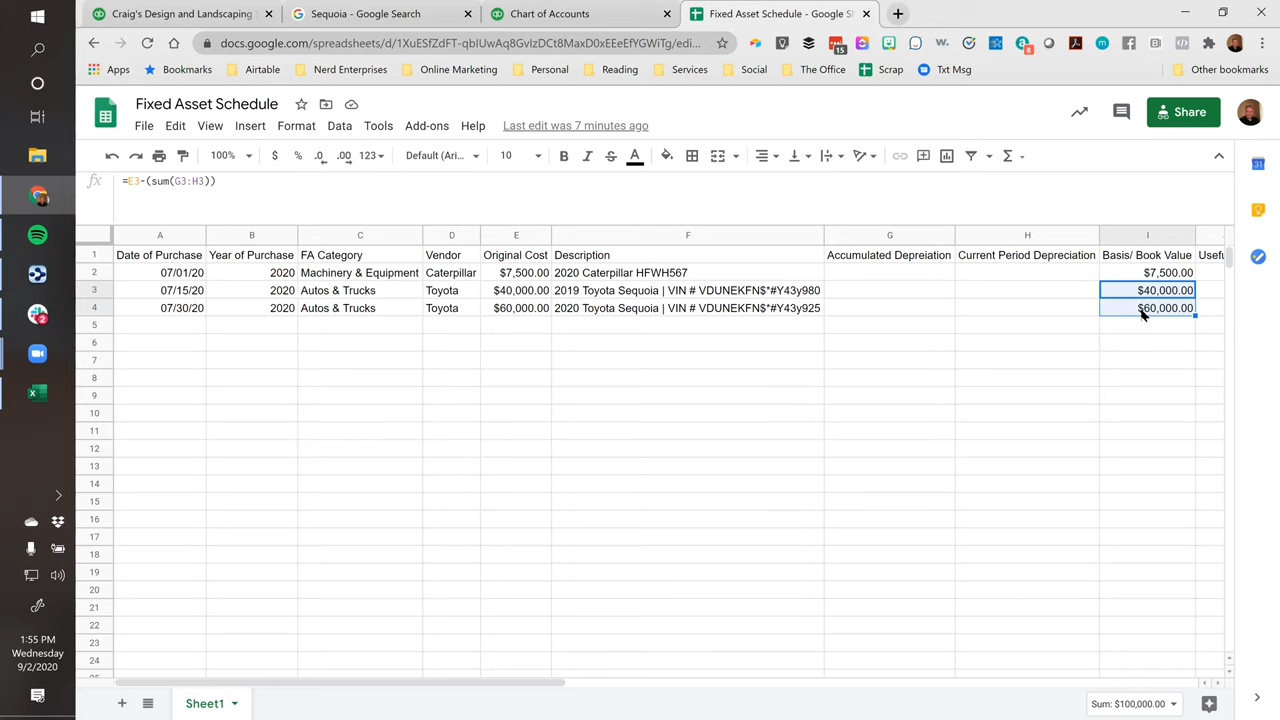 Craig's Design and Landscaping
Sequoia - Google Search
Chart of Accounts
Fixed Asset Schedule - Google Sh
docs.google.com/spreadsheets/d/1XuESfZdFT-qbIUwAq8GvIzDCt8MaxD0xEEeEfYGWiTg/edi...
15
8
Apps
Bookmarks
Airtable
Nerd Enterprises
Online Marketing
Personal
Reading
Services
Social
The Office
Scrap
Txt Msg
Other bookmarks
Fixed Asset Schedule
File Edit View Insert Format Data Tools Add-ons Help Last edit was 7 minutes ago
Share
100% $ % .0 .00 123 Default (Ari... 10 B I S A
fx =E3-(sum(G3:H3))
A B C D E F G H I
1 Date of Purchase Year of Purchase FA Category Vendor Original Cost Description Accumulated Depreiation Current Period Depreciation Basis/ Book Value Usefu
2 07/01/20 2020 Machinery & Equipment Caterpillar $7,500.00 2020 Caterpillar HFWH567 $7,500.00
3 07/15/20 2020 Autos & Trucks Toyota $40,000.00 2019 Toyota Sequoia | VIN # VDUNEKFN$*#Y43y980 $40,000.00
4 07/30/20 2020 Autos & Trucks Toyota $60,000.00 2020 Toyota Sequoia | VIN # VDUNEKFN$*#Y43y925 $60,000.00
5
6
7
8
9
10
11
12
13
14
15
16
17
18
19
20
21
22
23
24
Sheet1
Sum: $100,000.00
1:55 PM
Wednesday
9/2/2020